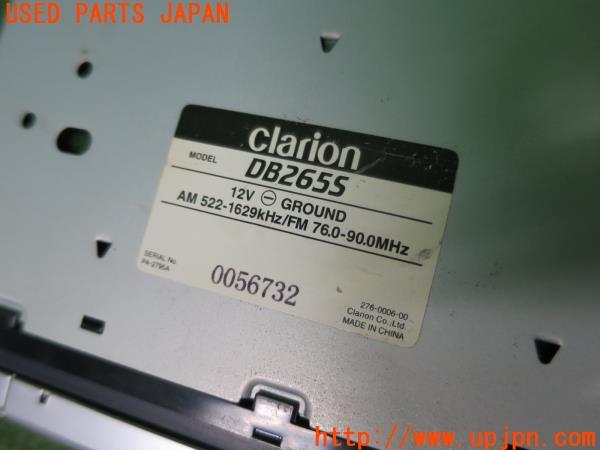 USED PARTS JAPAN
clarion
MODEL DB265S
12V ⊖ GROUND
AM 522-1629kHz/FM 76.0-90.0MHz
SERIAL No.
PA-2795A
0056732
276-0006-00
Clarion Co.,Ltd.
MADE IN CHINA
http://www.upjpn.com/